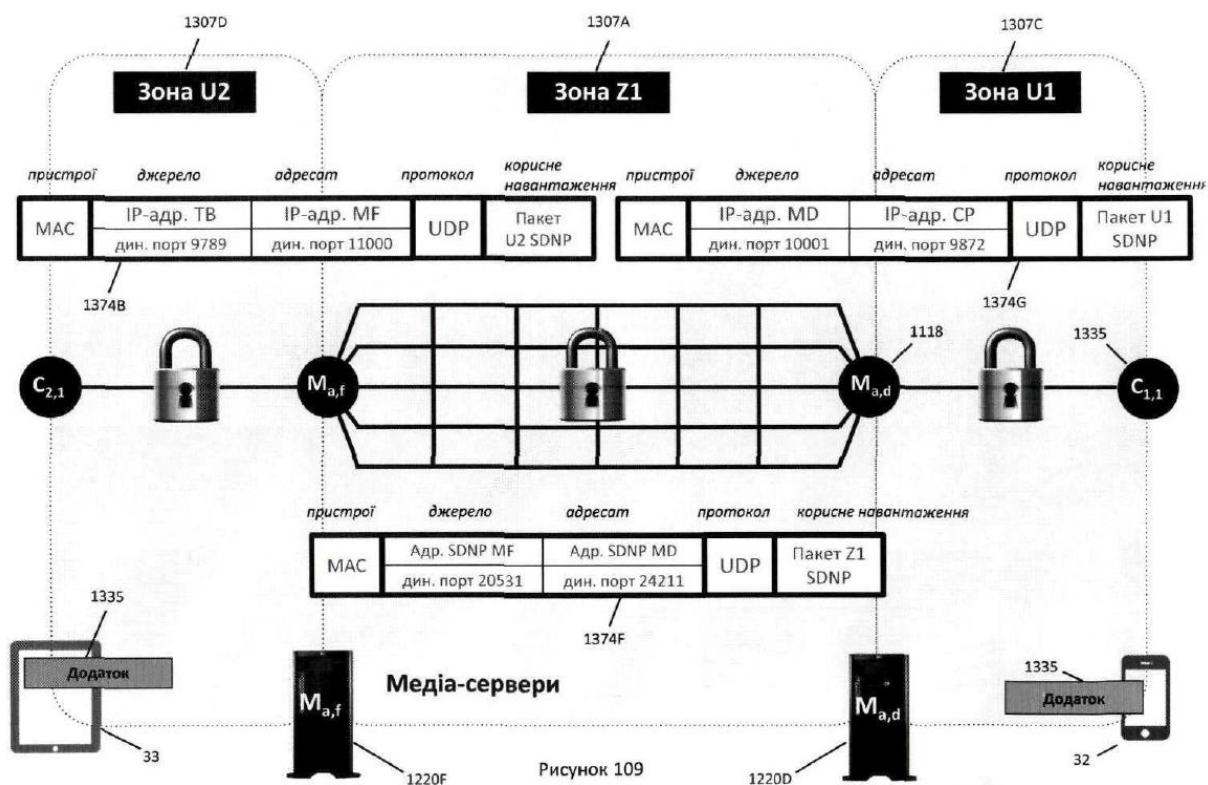 1307D
1307A
1307C
Зона U2
Зона Z1
Зона U1
пристрої
джерело
адресат
протокол
корисне
навантаження
MAC
IP-адр. TB
дин. порт 9789
IP-адр. MF
дин. порт 11000
UDP
Пакет
U2 SDNP
пристрої
джерело
адресат
протокол
корисне
навантаження
MAC
IP-адр. MD
дин. порт 10001
IP-адр. CP
дин. порт 9872
UDP
Пакет U1
SDNP
1374B
1374G
1118
1335
C2,1
Ma,f
Ma,d
C1,1
пристрої
джерело
адресат
протокол
корисне навантаження
MAC
Адр. SDNP MF
дин. порт 20531
Адр. SDNP MD
дин. порт 24211
UDP
Пакет Z1
SDNP
1374F
1335
Додаток
33
Ma,f
Медіа-сервери
Ma,d
1335
Додаток
32
1220F
Рисунок 109
1220D